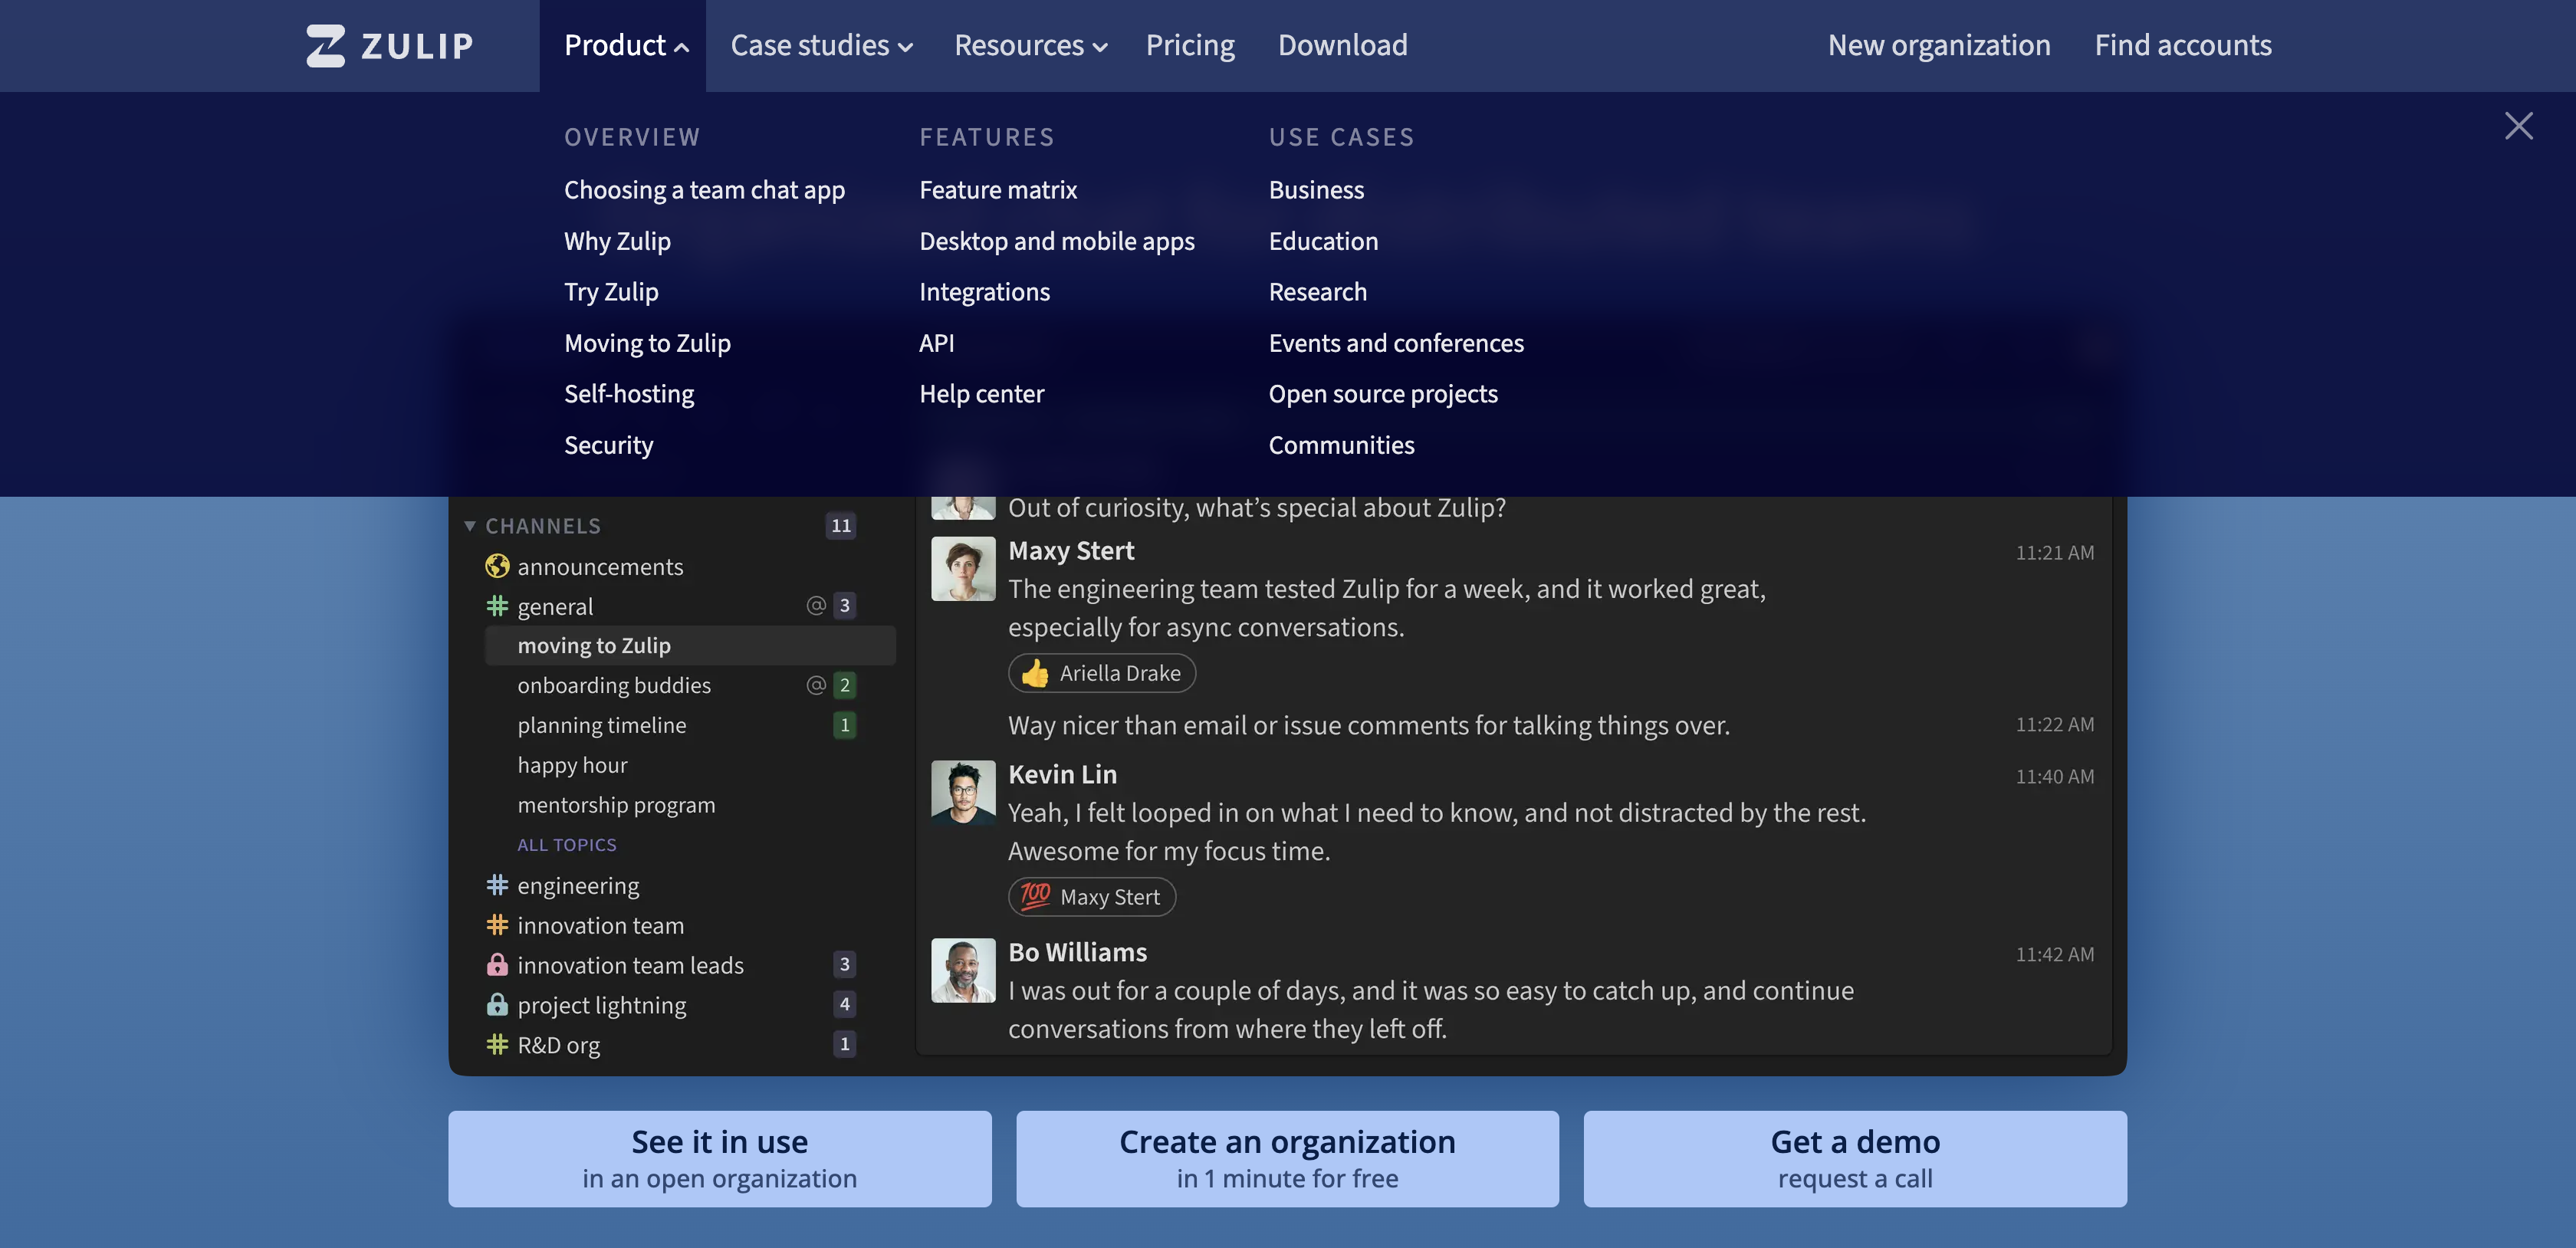 ZULIP
Product
Case studies
Resources
Pricing
Download
New organization
Find accounts
OVERVIEW
Choosing a team chat app
Why Zulip
Try Zulip
Moving to Zulip
Self-hosting
Security
FEATURES
Feature matrix
Desktop and mobile apps
Integrations
API
Help center
USE CASES
Business
Education
Research
Events and conferences
Open source projects
Communities
CHANNELS 11
announcements
general @ 3
moving to Zulip
onboarding buddies @ 2
planning timeline 1
happy hour
mentorship program
ALL TOPICS
engineering
innovation team
innovation team leads 3
project lightning 4
R&D org 1
Out of curiosity, what’s special about Zulip?
Maxy Stert 11:21 AM
The engineering team tested Zulip for a week, and it worked great,
especially for async conversations.
👍 Ariella Drake
Way nicer than email or issue comments for talking things over. 11:22 AM
Kevin Lin 11:40 AM
Yeah, I felt looped in on what I need to know, and not distracted by the rest.
Awesome for my focus time.
💯 Maxy Stert
Bo Williams 11:42 AM
I was out for a couple of days, and it was so easy to catch up, and continue
conversations from where they left off.
See it in use
in an open organization
Create an organization
in 1 minute for free
Get a demo
request a call